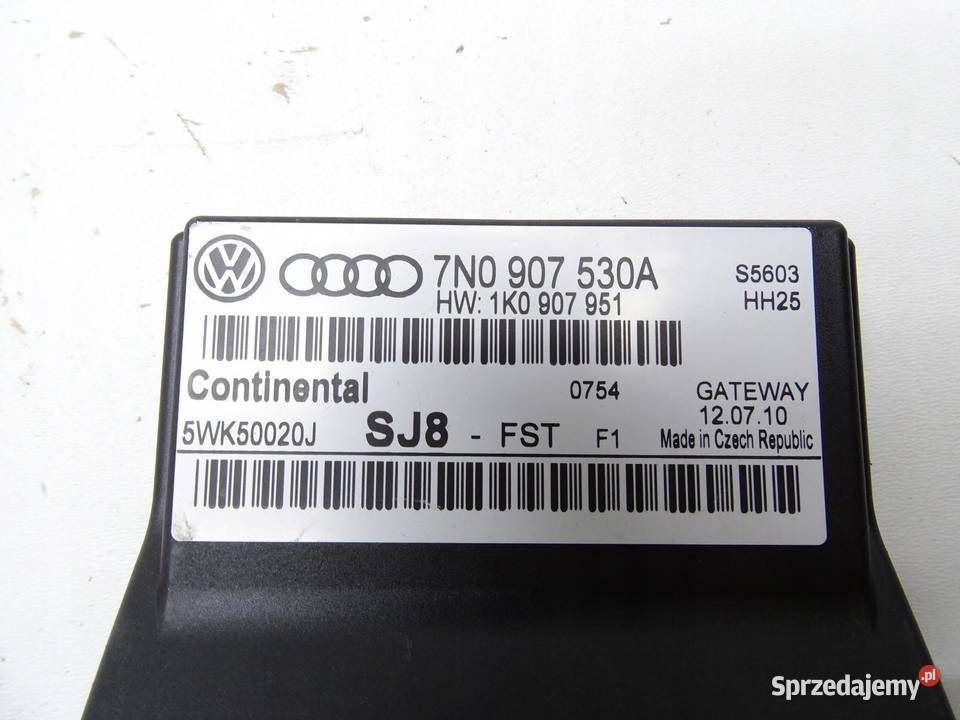 7N0 907 530A
S5603
HW: 1K0 907 951
HH25
Continental
0754
GATEWAY
12.07.10
5WK50020J
SJ8 - FST
F1
Made in Czech Republic
Sprzedajemy.pl